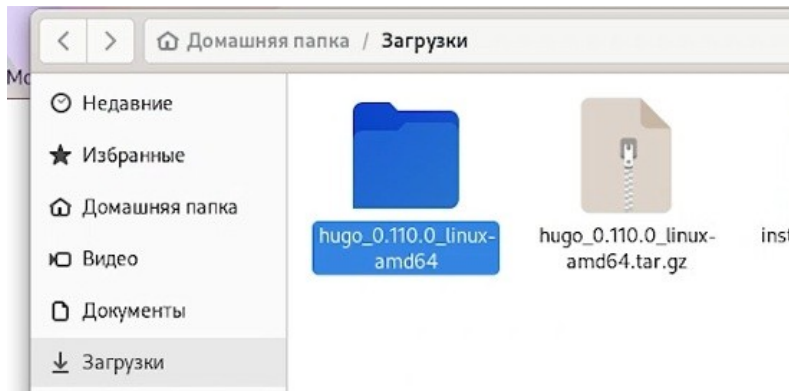 Домашняя папка / Загрузки
Недавние
Избранные
Домашняя папка
Видео
Документы
Загрузки
hugo_0.110.0_linux-
amd64
hugo_0.110.0_linux-
amd64.tar.gz
inst